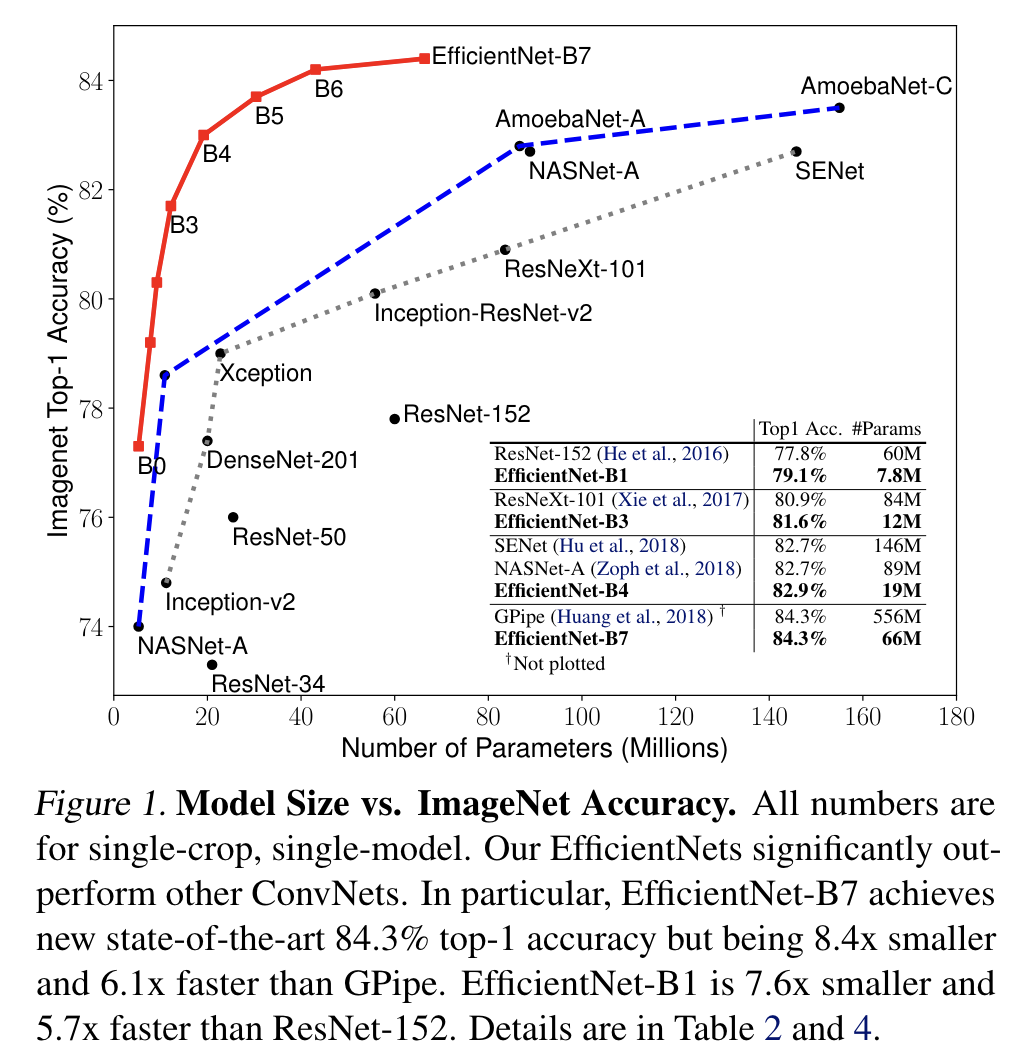 84
82
80
78
76
74
Imagenet Top-1 Accuracy (%)
EfficientNet-B7
B6
B5
B4
B3
B0
AmoebaNet-C
AmoebaNet-A
NASNet-A
SENet
ResNeXt-101
Inception-ResNet-v2
Xception
ResNet-152
DenseNet-201
ResNet-50
Inception-v2
NASNet-A
ResNet-34
Top1 Acc. #Params
ResNet-152 (He et al., 2016) 77.8% 60M
EfficientNet-B1 79.1% 7.8M
ResNeXt-101 (Xie et al., 2017) 80.9% 84M
EfficientNet-B3 81.6% 12M
SENet (Hu et al., 2018) 82.7% 146M
NASNet-A (Zoph et al., 2018) 82.7% 89M
EfficientNet-B4 82.9% 19M
GPipe (Huang et al., 2018) † 84.3% 556M
EfficientNet-B7 84.3% 66M
†Not plotted
0 20 40 60 80 100 120 140 160 180
Number of Parameters (Millions)
Figure 1. Model Size vs. ImageNet Accuracy. All numbers are
for single-crop, single-model. Our EfficientNets significantly out-
perform other ConvNets. In particular, EfficientNet-B7 achieves
new state-of-the-art 84.3% top-1 accuracy but being 8.4x smaller
and 6.1x faster than GPipe. EfficientNet-B1 is 7.6x smaller and
5.7x faster than ResNet-152. Details are in Table 2 and 4.